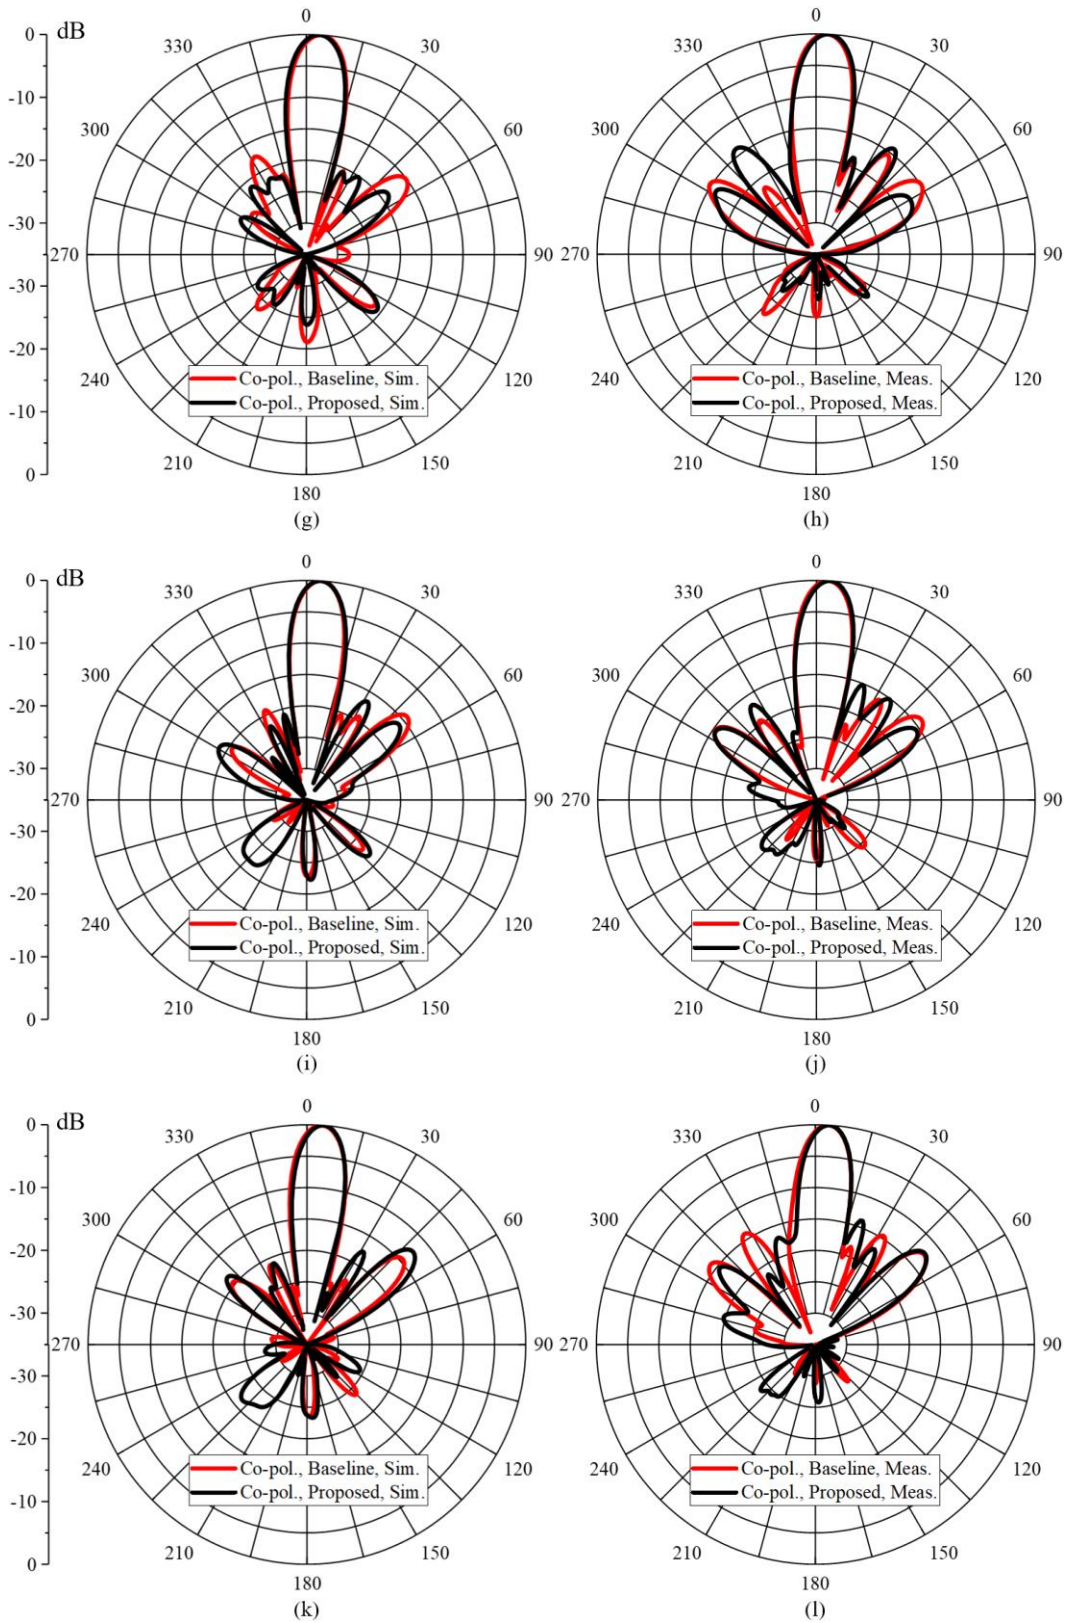 0 0
0 dB 330 30 330 30
-10 300 60 300 60
-20
-30
270 90 270 90
-30
-20 240 120 240 120
Co-pol., Baseline, Sim. Co-pol., Baseline, Meas.
-10 Co-pol., Proposed, Sim. Co-pol., Proposed, Meas.
210 150 210 150
0
180 180
(g) (h)
0 0
0 dB 330 30 330 30
-10 300 60 300 60
-20
-30
270 90 270 90
-30
-20 240 120 240 120
Co-pol., Baseline, Sim. Co-pol., Baseline, Meas.
-10 Co-pol., Proposed, Sim. Co-pol., Proposed, Meas.
210 150 210 150
0
180 180
(i) (j)
0 0
0 dB 330 30 330 30
-10 300 60 300 60
-20
-30
270 90 270 90
-30
-20 240 120 240 120
Co-pol., Baseline, Sim. Co-pol., Baseline, Meas.
-10 Co-pol., Proposed, Sim. Co-pol., Proposed, Meas.
210 150 210 150
0
180 180
(k) (l)